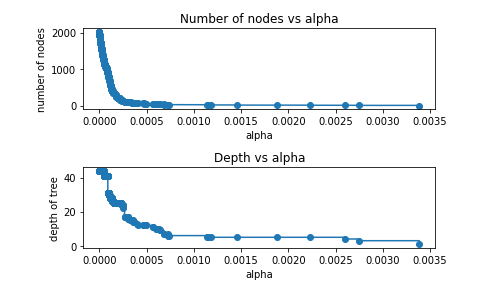 Number of nodes vs alpha
number of nodes
2000
1000
0
0.0000 0.0005 0.0010 0.0015 0.0020 0.0025 0.0030 0.0035
alpha
Depth vs alpha
depth of tree
40
20
0
0.0000 0.0005 0.0010 0.0015 0.0020 0.0025 0.0030 0.0035
alpha